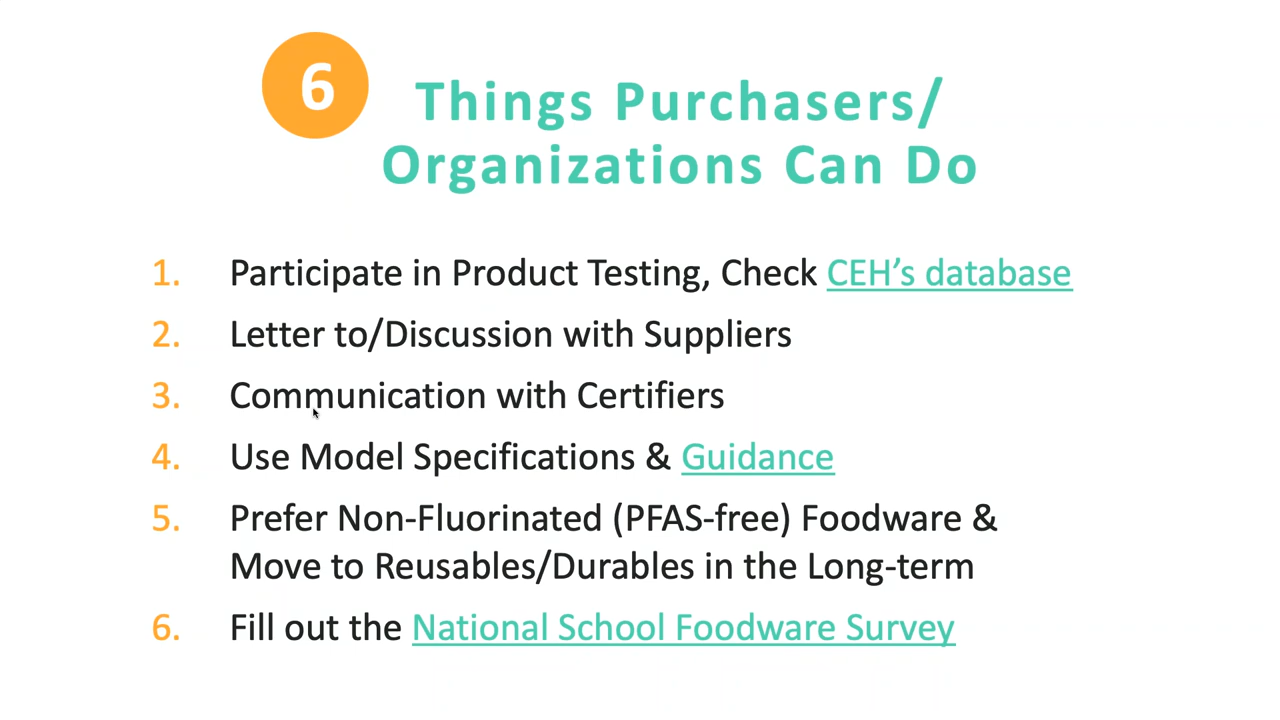 6
Things Purchasers/
Organizations Can Do
1. Participate in Product Testing, Check CEH’s database
2. Letter to/Discussion with Suppliers
3. Communication with Certifiers
4. Use Model Specifications & Guidance
5. Prefer Non-Fluorinated (PFAS-free) Foodware &
Move to Reusables/Durables in the Long-term
6. Fill out the National School Foodware Survey